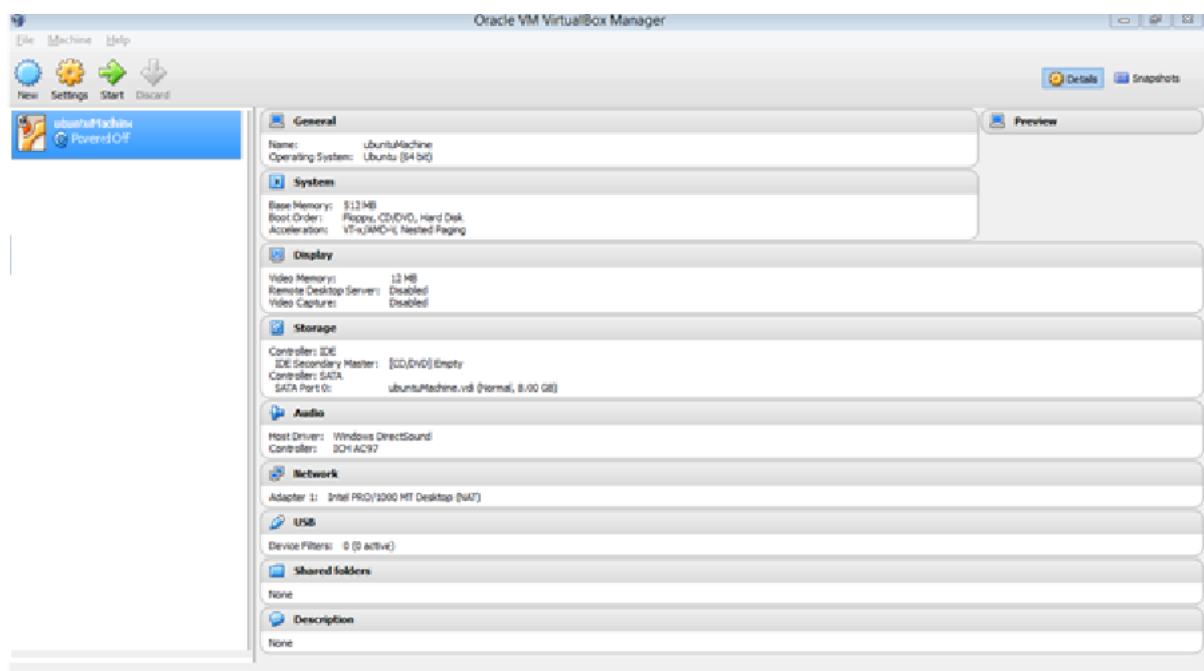 Oracle VM VirtualBox Manager
File Machine Help
New Settings Start Discard
Details Snapshots
ubuntuMachine
Powered Off
General
Name: ubuntuMachine
Operating System: Ubuntu (64 bit)
Preview
System
Base Memory: 512 MB
Boot Order: Floppy, CD/DVD, Hard Disk
Acceleration: VT-x/AMD-V, Nested Paging
Display
Video Memory: 12 MB
Remote Desktop Server: Disabled
Video Capture: Disabled
Storage
Controller: IDE
IDE Secondary Master: [CD/DVD] Empty
Controller: SATA
SATA Port 0: ubuntuMachine.vdi (Normal, 8.00 GB)
Audio
Host Driver: Windows DirectSound
Controller: ICH AC97
Network
Adapter 1: Intel PRO/1000 MT Desktop (NAT)
USB
Device Filters: 0 (0 active)
Shared folders
None
Description
None